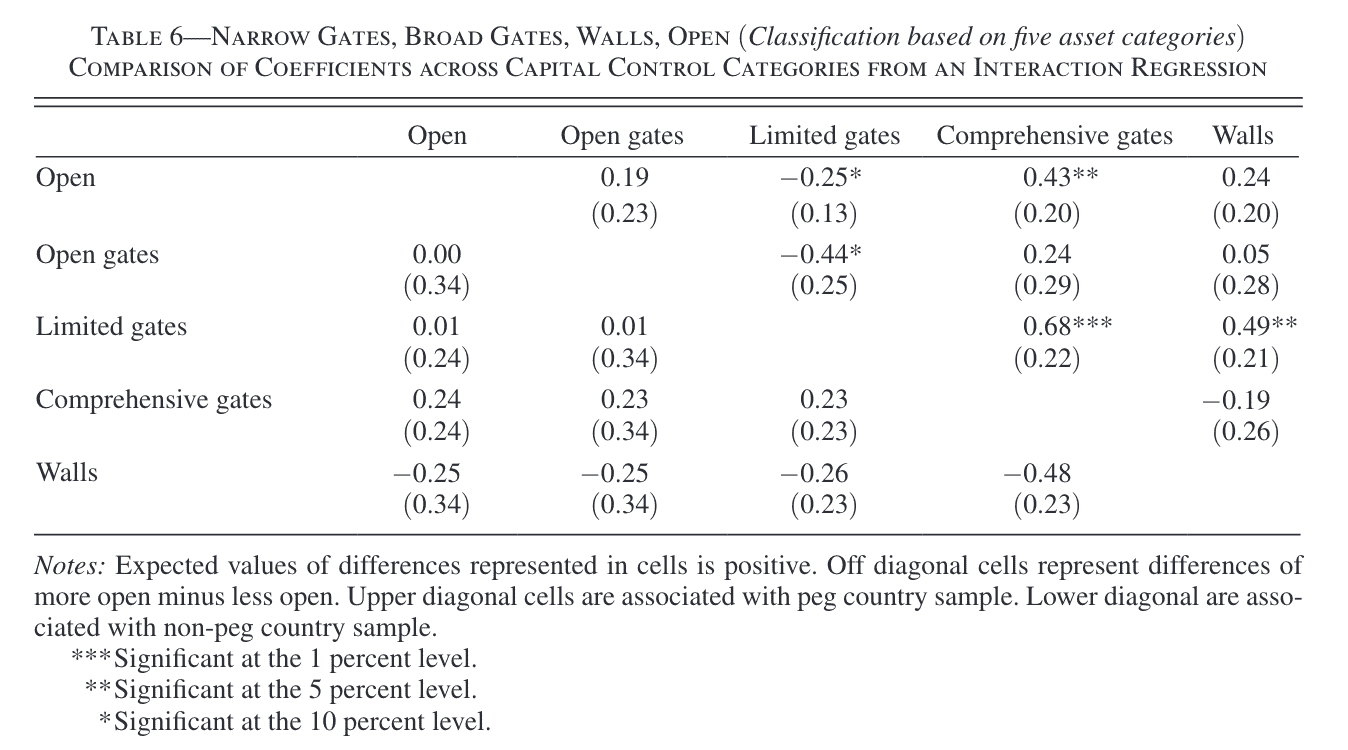 TABLE 6—NARROW GATES, BROAD GATES, WALLS, OPEN (Classification based on five asset categories)
COMPARISON OF COEFFICIENTS ACROSS CAPITAL CONTROL CATEGORIES FROM AN INTERACTION REGRESSION
Open Open gates Limited gates Comprehensive gates Walls
Open 0.19 −0.25* 0.43** 0.24
(0.23) (0.13) (0.20) (0.20)
Open gates 0.00 −0.44* 0.24 0.05
(0.34) (0.25) (0.29) (0.28)
Limited gates 0.01 0.01 0.68*** 0.49**
(0.24) (0.34) (0.22) (0.21)
Comprehensive gates 0.24 0.23 0.23 −0.19
(0.24) (0.34) (0.23) (0.26)
Walls −0.25 −0.25 −0.26 −0.48
(0.34) (0.34) (0.23) (0.23)
Notes: Expected values of differences represented in cells is positive. Off diagonal cells represent differences of
more open minus less open. Upper diagonal cells are associated with peg country sample. Lower diagonal are asso-
ciated with non-peg country sample.
***Significant at the 1 percent level.
**Significant at the 5 percent level.
*Significant at the 10 percent level.